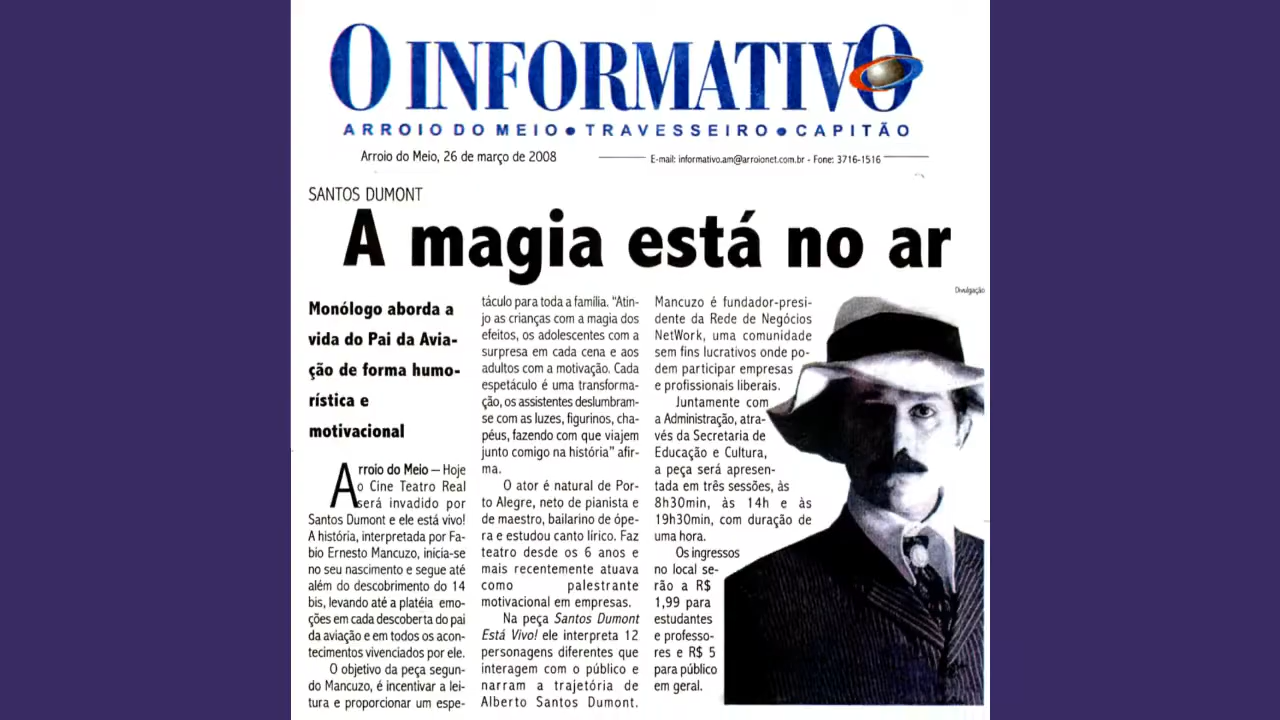 O INFORMATIVO
ARROIO DO MEIO • TRAVESSEIRO • CAPITÃO
Arroio do Meio, 26 de março de 2008
E-mail: informativo.am@arroionet.com.br - Fone: 3716-1516
SANTOS DUMONT
A magia está no ar
Divulgação
Monólogo aborda a
vida do Pai da Avia-
ção de forma humo-
rística e
motivacional
Arroio do Meio – Hoje
o Cine Teatro Real
será invadido por
Santos Dumont e ele está vivo!
A história, interpretada por Fa-
bio Ernesto Mancuzo, inicia-se
no seu nascimento e segue até
além do descobrimento do 14
bis, levando até a platéia emo-
ções em cada descoberta do pai
da aviação e em todos os acon-
tecimentos vivenciados por ele.
O objetivo da peça segun-
do Mancuzo, é incentivar a lei-
tura e proporcionar um espe-
táculo para toda a família. “Atin-
jo as crianças com a magia dos
efeitos, os adolescentes com a
surpresa em cada cena e aos
adultos com a motivação. Cada
espetáculo é uma transforma-
ção, os assistentes deslumbram-
se com as luzes, figurinos, cha-
péus, fazendo com que viajem
junto comigo na história” afir-
ma.
O ator é natural de Por-
to Alegre, neto de pianista e
de maestro, bailarino de ópe-
ra e estudou canto lírico. Faz
teatro desde os 6 anos e
mais recentemente atuava
como palestrante
motivacional em empresas.
Na peça Santos Dumont
Está Vivo! ele interpreta 12
personagens diferentes que
interagem com o público e
narram a trajetória de
Alberto Santos Dumont.
Mancuzo é fundador-presi-
dente da Rede de Negócios
NetWork, uma comunidade
sem fins lucrativos onde po-
dem participar empresas
e profissionais liberais.
Juntamente com
a Administração, atra-
vés da Secretaria de
Educação e Cultura,
a peça será apresen-
tada em três sessões, às
8h30min, às 14h e às
19h30min, com duração de
uma hora.
Os ingressos
no local se-
rão a R$
1,99 para
estudantes
e professo-
res e R$ 5
para público
em geral.